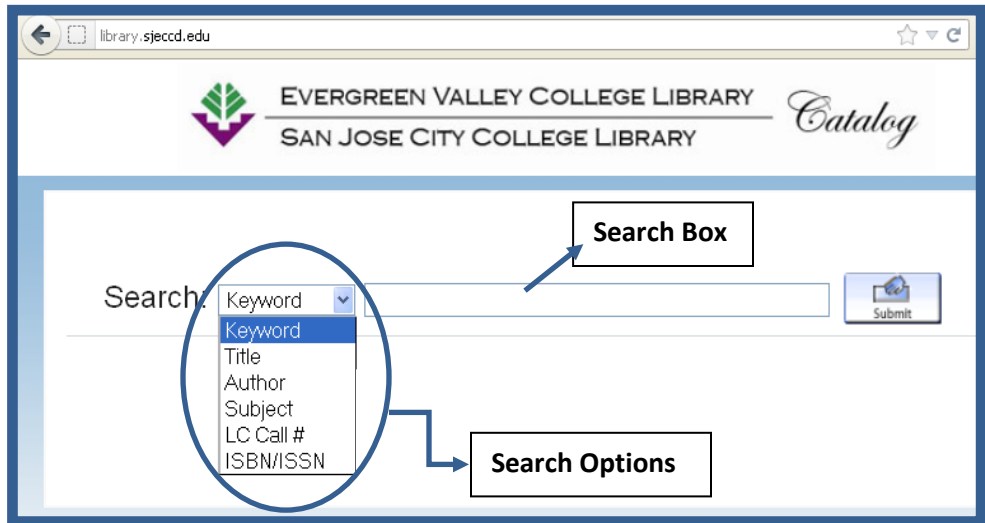 library.sjeccd.edu
EVERGREEN VALLEY COLLEGE LIBRARY
SAN JOSE CITY COLLEGE LIBRARY
Catalog
Search Box
Search: Keyword
Submit
Keyword
Title
Author
Subject
LC Call #
ISBN/ISSN
Search Options